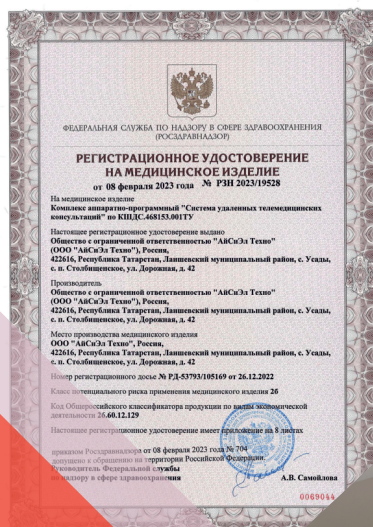 ФЕДЕРАЛЬНАЯ СЛУЖБА ПО НАДЗОРУ В СФЕРЕ ЗДРАВООХРАНЕНИЯ
(РОСЗДРАВНАДЗОР)
РЕГИСТРАЦИОННОЕ УДОСТОВЕРЕНИЕ
НА МЕДИЦИНСКОЕ ИЗДЕЛИЕ
от 08 февраля 2023 года № РЗН 2023/19528
На медицинское изделие
Комплекс аппаратно-программный "Система удаленных телемедицинских
консультаций" по КШДС.468153.001ТУ
Настоящее регистрационное удостоверение выдано
Общество с ограниченной ответственностью "АйСиЭл Техно"
(ООО "АйСиЭл Техно"), Россия,
422616, Республика Татарстан, Лаишевский муниципальный район, с. Усады,
с. п. Столбищенское, ул. Дорожная, д. 42
Производитель
Общество с ограниченной ответственностью "АйСиЭл Техно"
(ООО "АйСиЭл Техно"), Россия,
422616, Республика Татарстан, Лаишевский муниципальный район, с. Усады,
с. п. Столбищенское, ул. Дорожная, д. 42
Место производства медицинского изделия
ООО "АйСиЭл Техно", Россия,
422616, Республика Татарстан, Лаишевский муниципальный район, с. Усады,
с. п. Столбищенское, ул. Дорожная, д. 42
Номер регистрационного досье № РД-53793/105169 от 26.12.2022
Класс потенциального риска применения медицинского изделия 2б
Код Общероссийского классификатора продукции по видам экономической
деятельности 26.60.12.129
Настоящее регистрационное удостоверение имеет приложение на 8 листах
приказом Росздравнадзора от 08 февраля 2023 года № 704
допущено к обращению на территории Российской Федерации.
Руководитель Федеральной службы
по надзору в сфере здравоохранения А.В. Самойлова
0069044